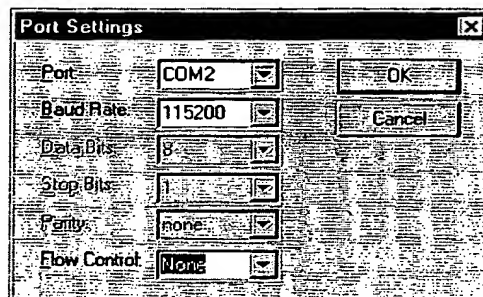 Port Settings
Port: COM2 OK
Baud Rate: 115200 Cancel
Data Bits: 8
Stop Bits: 1
Parity: none
Flow Control: None